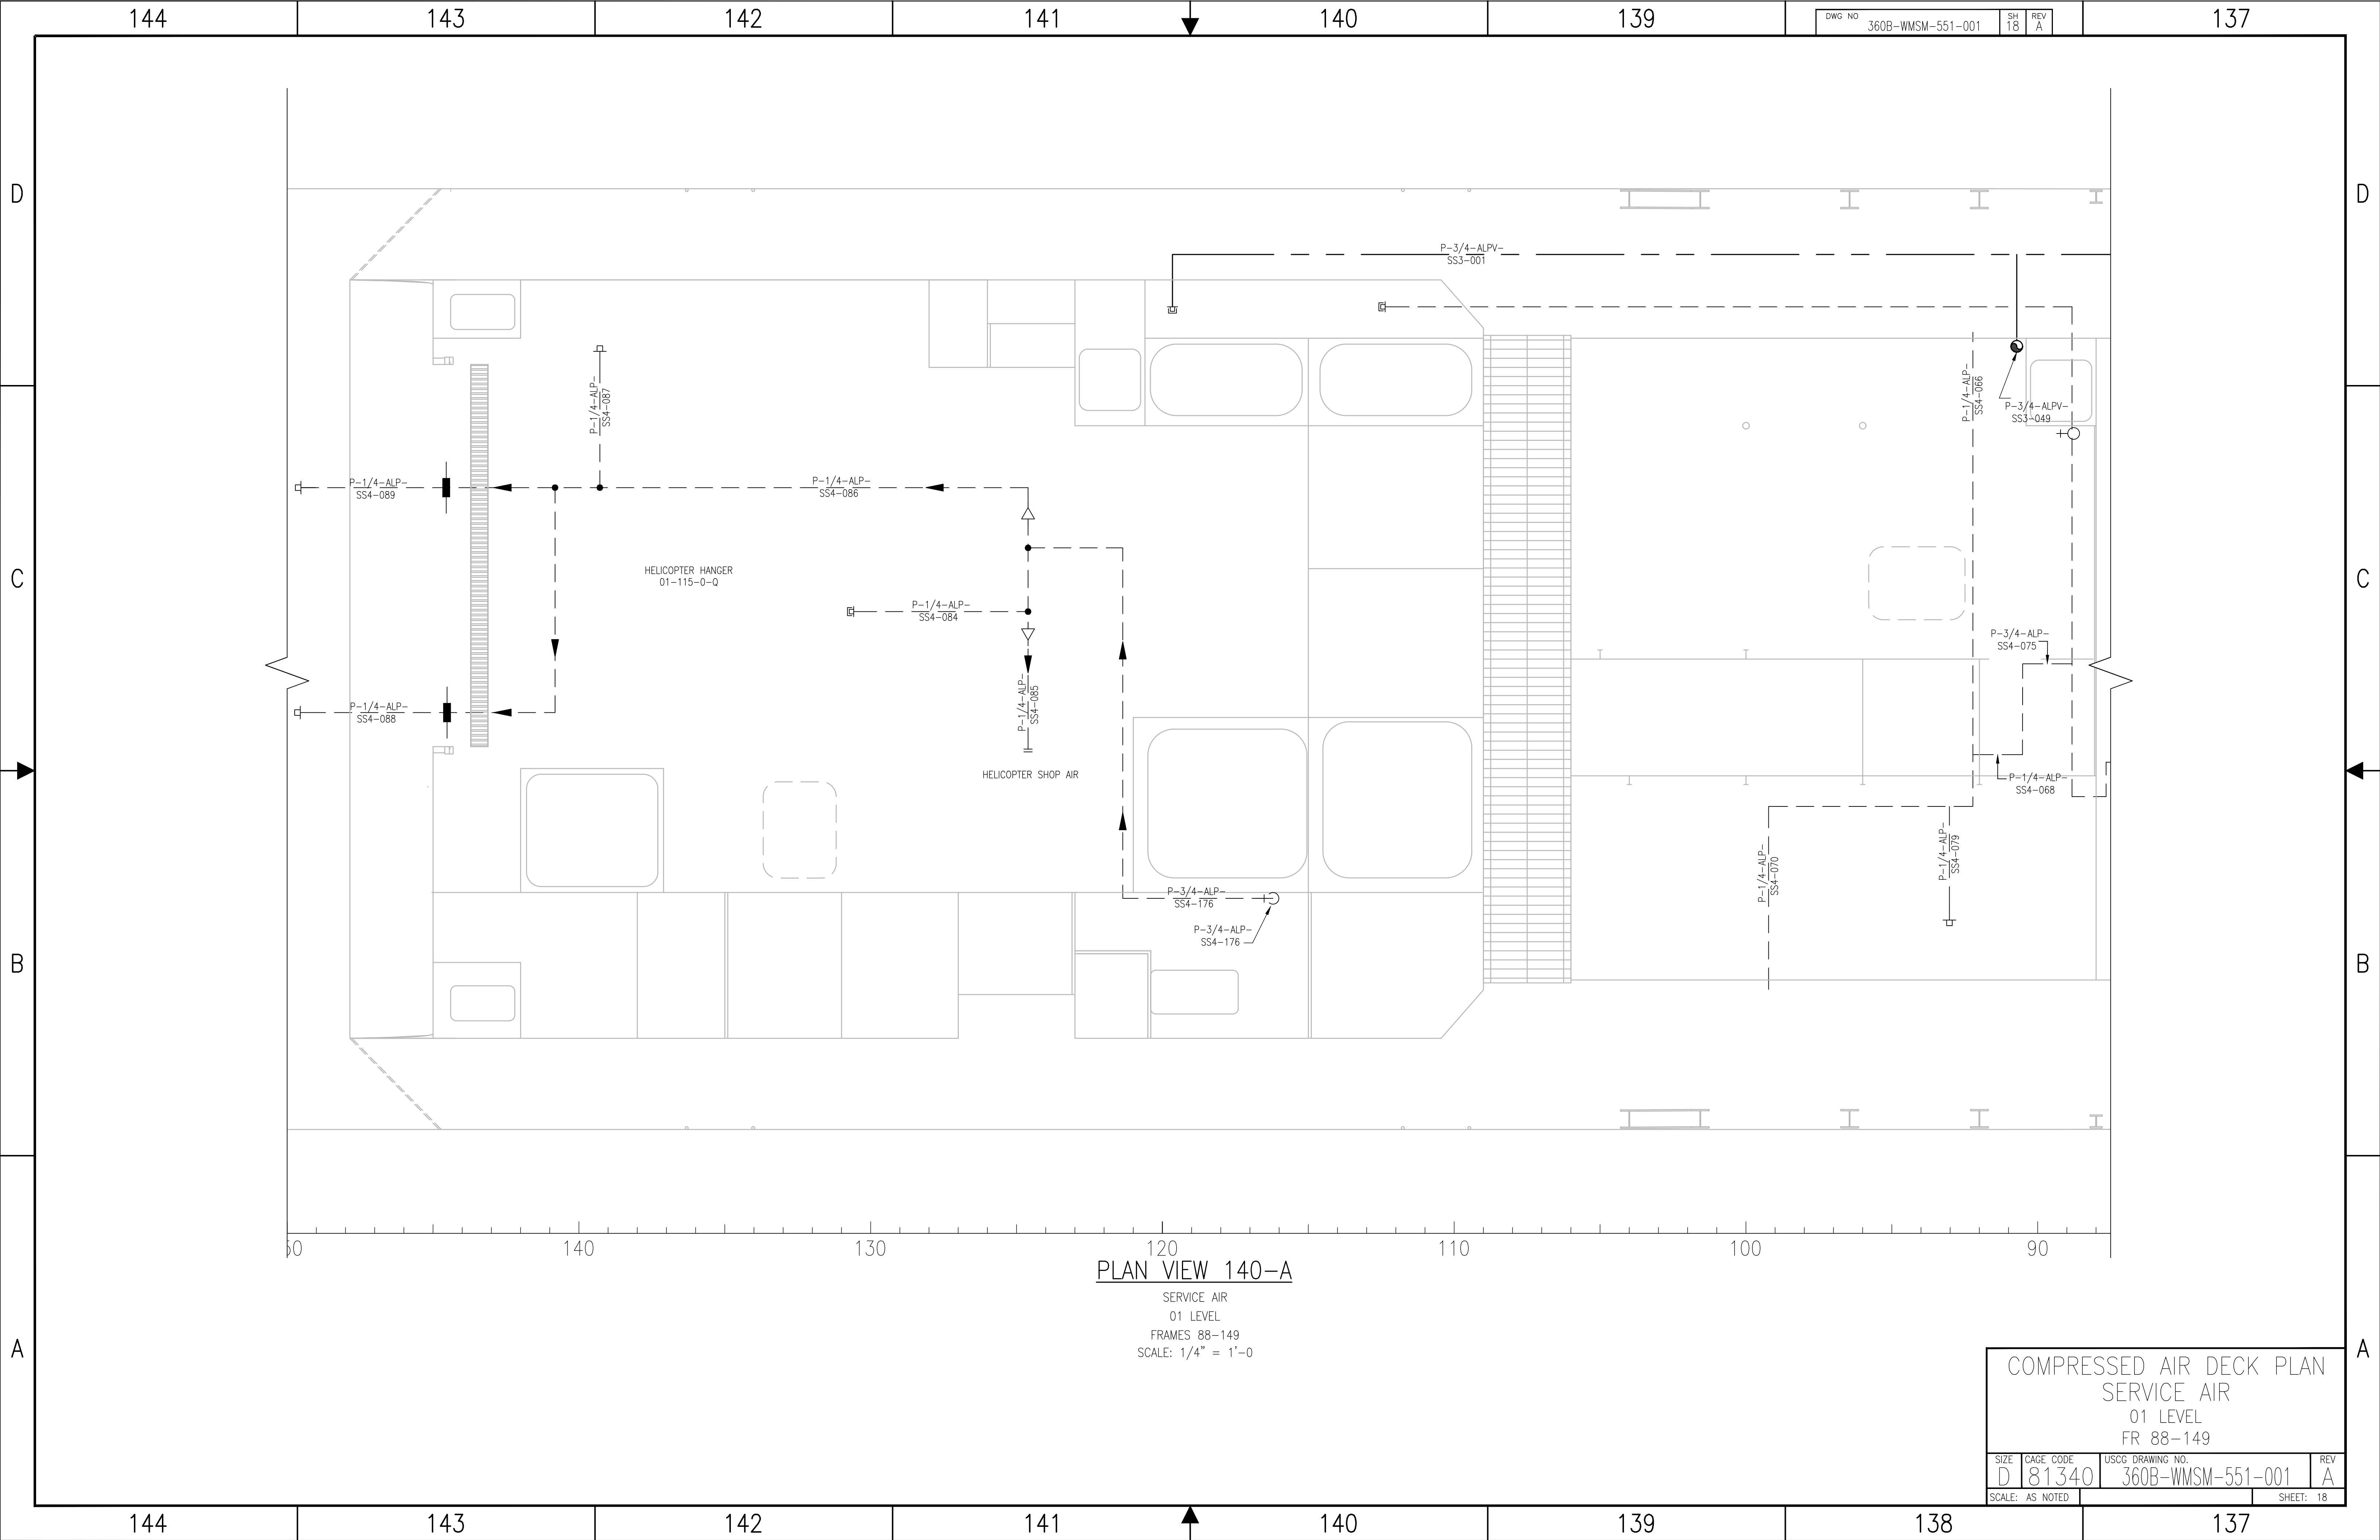 144
143
142
141
140
139
137
DWG NO
360B-WMSM-551-001
SH
18
REV
A
D
D
P-3/4-ALPV-
SS3-001
P-1/4-ALP-
SS4-087
P-1/4-ALP-
SS4-066
P-3/4-ALPV-
SS3-049
P-1/4-ALP-
SS4-089
P-1/4-ALP-
SS4-086
C
C
HELICOPTER HANGER
01-115-0-Q
P-1/4-ALP-
SS4-084
P-3/4-ALP-
SS4-075
P-1/4-ALP-
SS4-085
P-1/4-ALP-
SS4-088
HELICOPTER SHOP AIR
P-1/4-ALP-
SS4-068
P-1/4-ALP-
SS4-070
P-1/4-ALP-
SS4-079
P-3/4-ALP-
SS4-176
P-3/4-ALP-
SS4-176
B
B
50
140
130
120
110
100
90
PLAN VIEW 140-A
SERVICE AIR
01 LEVEL
FRAMES 88-149
SCALE: 1/4" = 1'-0
A
A
COMPRESSED AIR DECK PLAN
SERVICE AIR
01 LEVEL
FR 88-149
SIZE
D
CAGE CODE
81340
USCG DRAWING NO.
360B-WMSM-551-001
REV
A
SCALE: AS NOTED
SHEET: 18
144
143
142
141
140
139
138
137